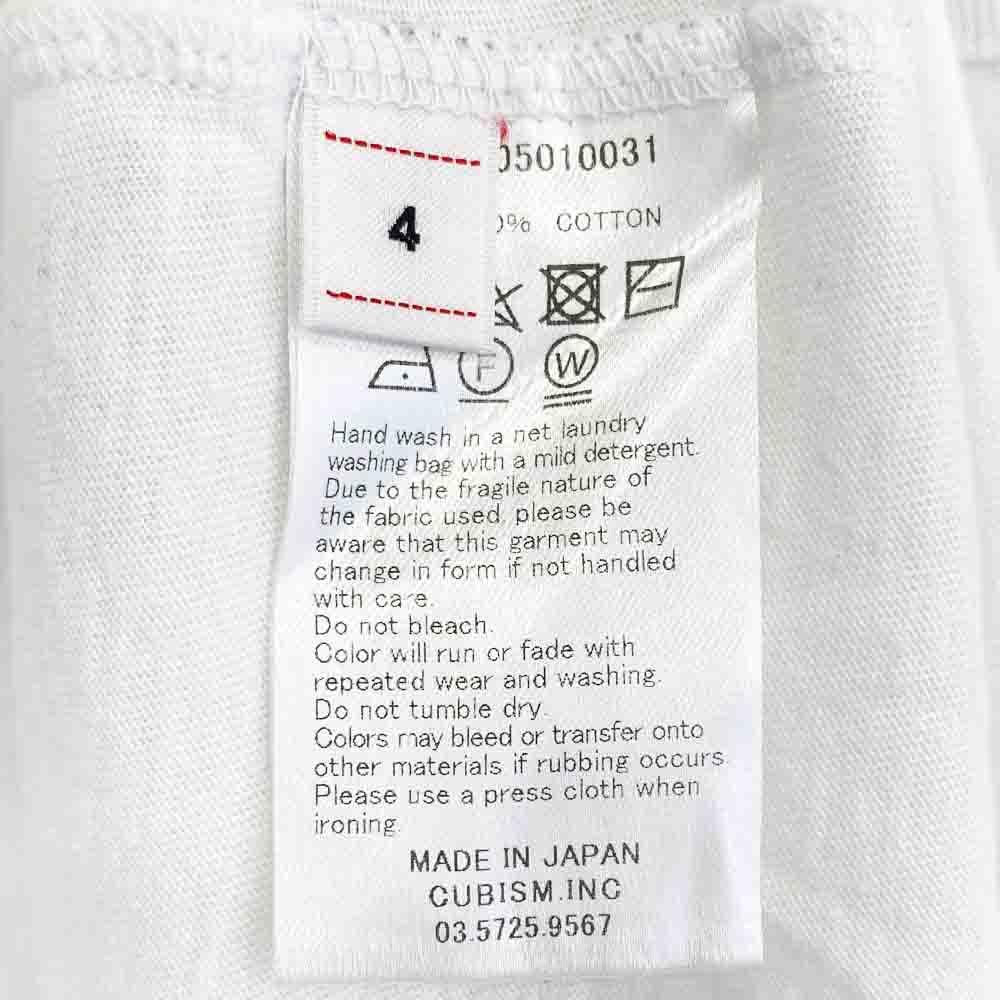 4
05010031
0% COTTON
F W
Hand wash in a net laundry
washing bag with a mild detergent.
Due to the fragile nature of
the fabric used, please be
aware that this garment may
change in form if not handled
with care.
Do not bleach.
Color will run or fade with
repeated wear and washing.
Do not tumble dry.
Colors may bleed or transfer onto
other materials if rubbing occurs.
Please use a press cloth when
ironing.
MADE IN JAPAN
CUBISM.INC
03.5725.9567